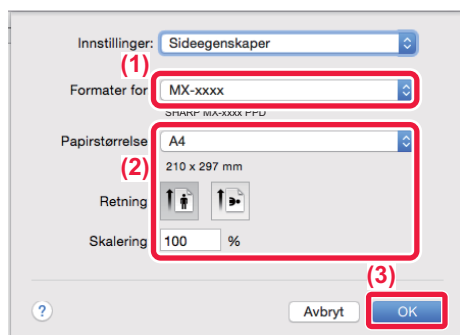 Innstillinger: Sideegenskaper
(1)
Formater for MX-xxxx
SHARP MX-xxxx PPD
Papirstørrelse A4
(2) 210 x 297 mm
Retning
Skalering 100 %
(3)
? Avbryt OK